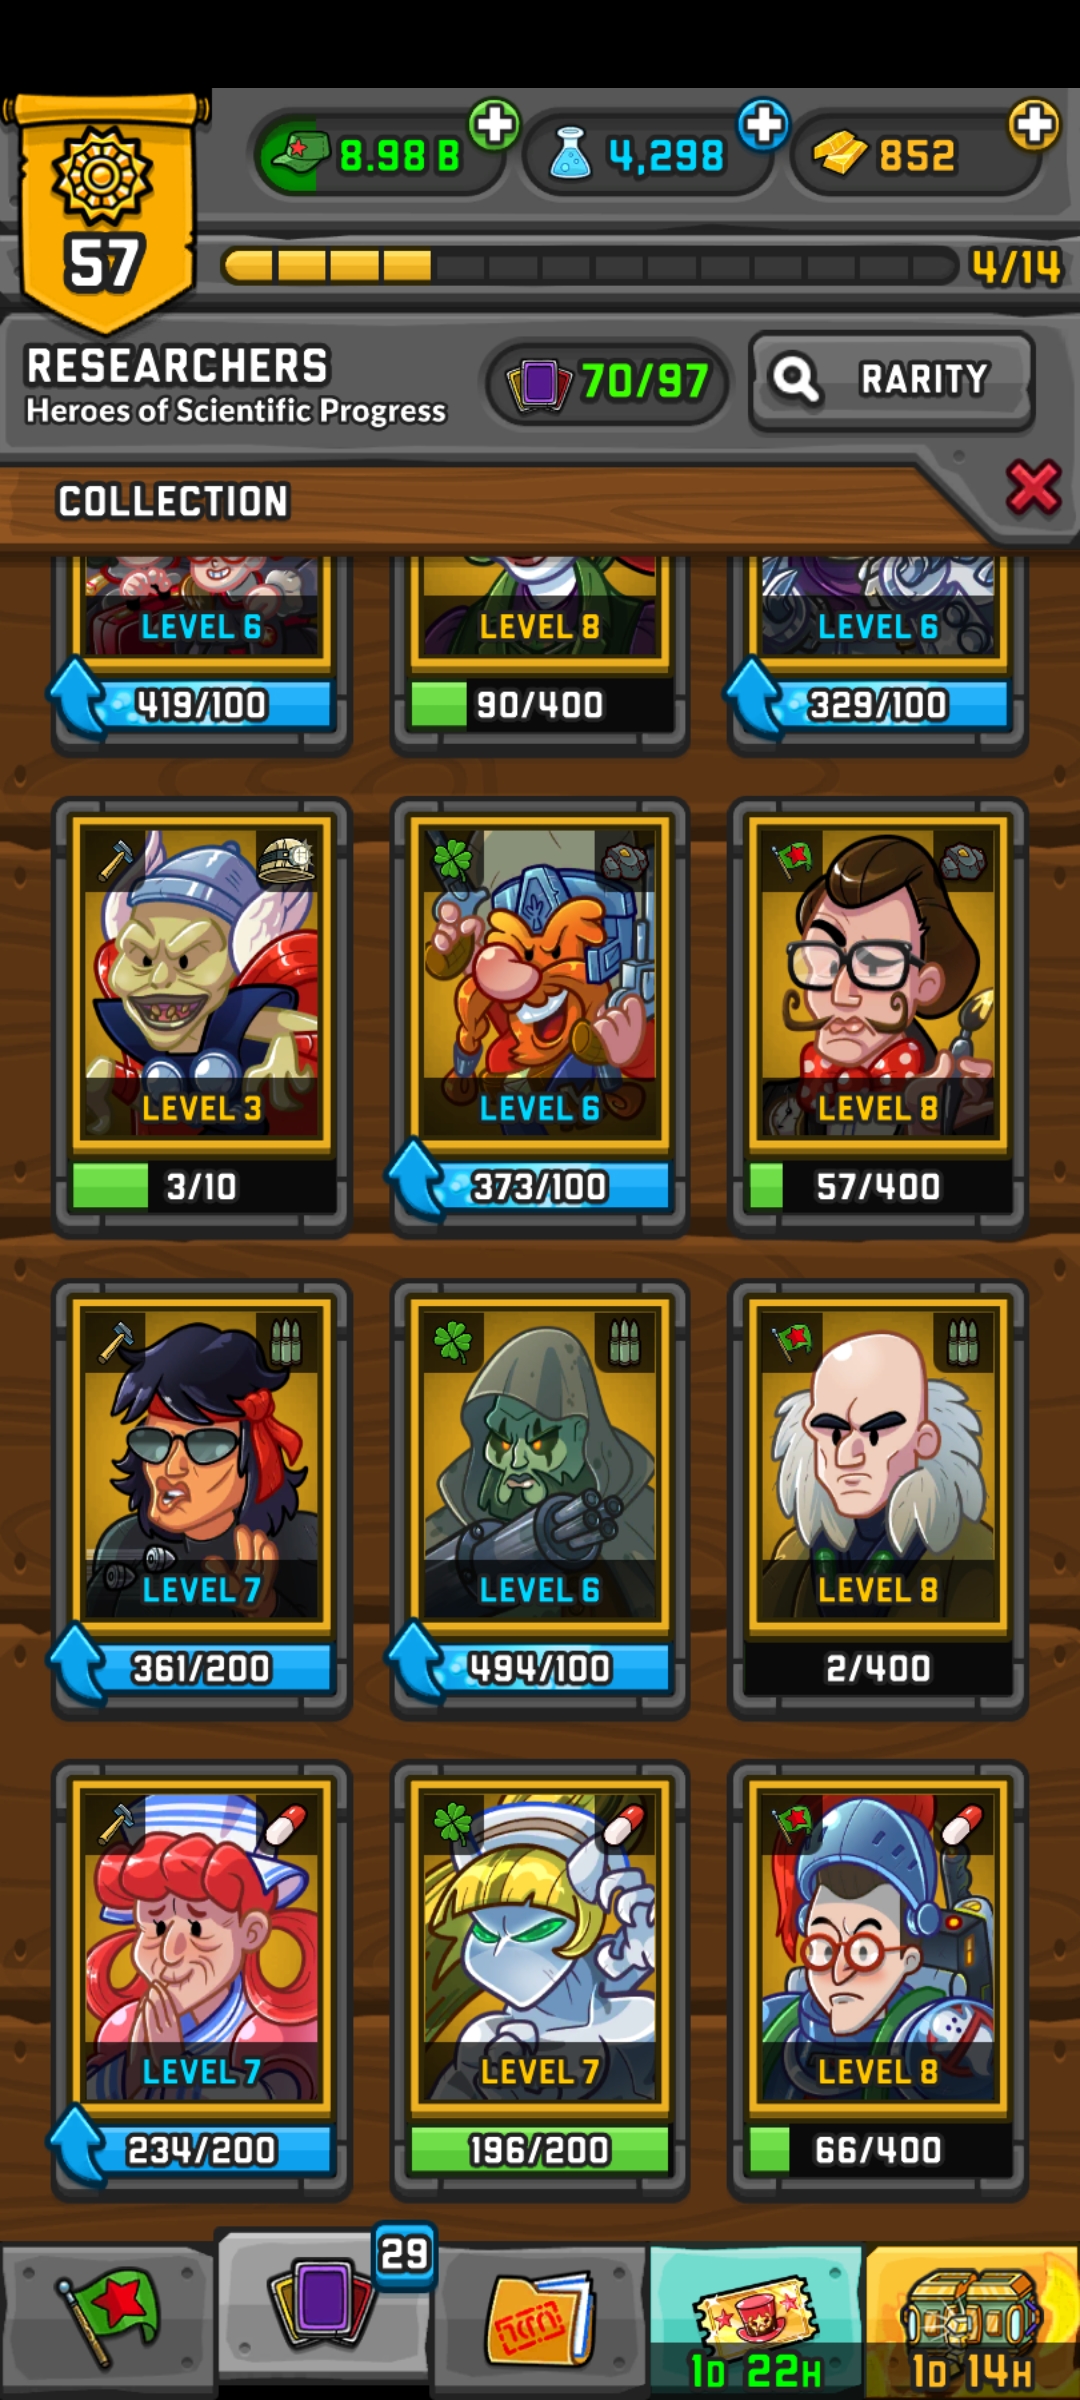 8.98 B
4,298
852
57
4/14
RESEARCHERS
Heroes of Scientific Progress
70/97
RARITY
COLLECTION
LEVEL 6
LEVEL 8
LEVEL 6
419/100
90/400
329/100
LEVEL 3
LEVEL 6
LEVEL 8
3/10
373/100
57/400
LEVEL 7
LEVEL 6
LEVEL 8
361/200
494/100
2/400
LEVEL 7
LEVEL 7
LEVEL 8
234/200
196/200
66/400
29
1D 22H
1D 14H